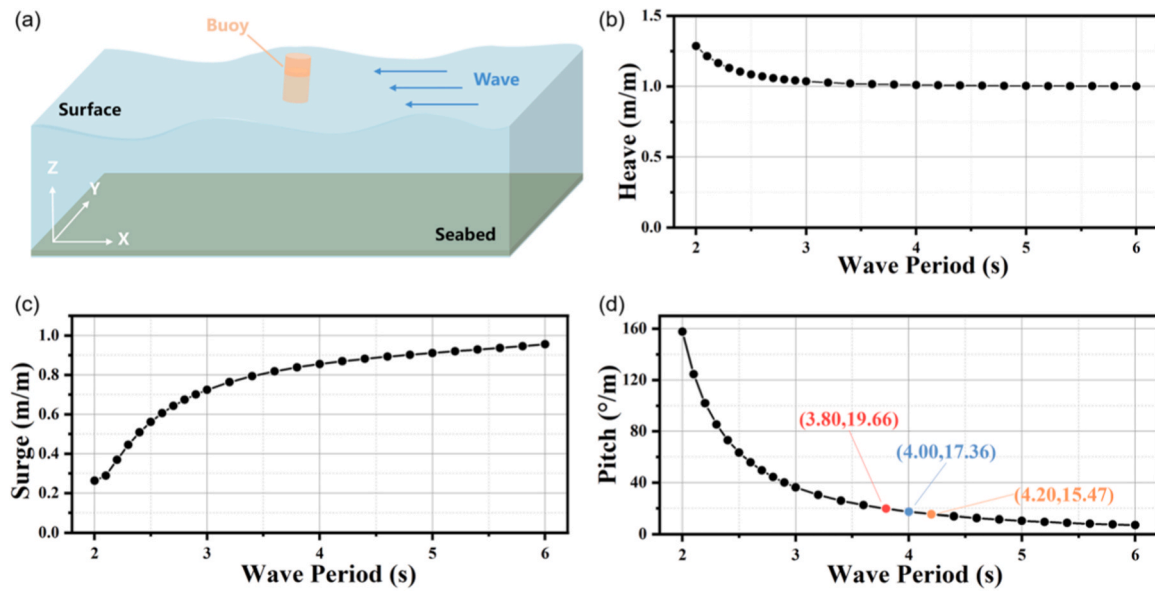 (a)
Buoy
Wave
Surface
Z
Y
X
Seabed
(b)
1.5
1.0
0.5
0.0
Heave (m/m)
2 3 4 5 6
Wave Period (s)
(c)
1.0
0.8
0.6
0.4
0.2
0.0
Surge (m/m)
2 3 4 5 6
Wave Period (s)
(d)
160
120
80
40
0
Pitch (°/m)
(3.80,19.66)
(4.00,17.36)
(4.20,15.47)
2 3 4 5 6
Wave Period (s)